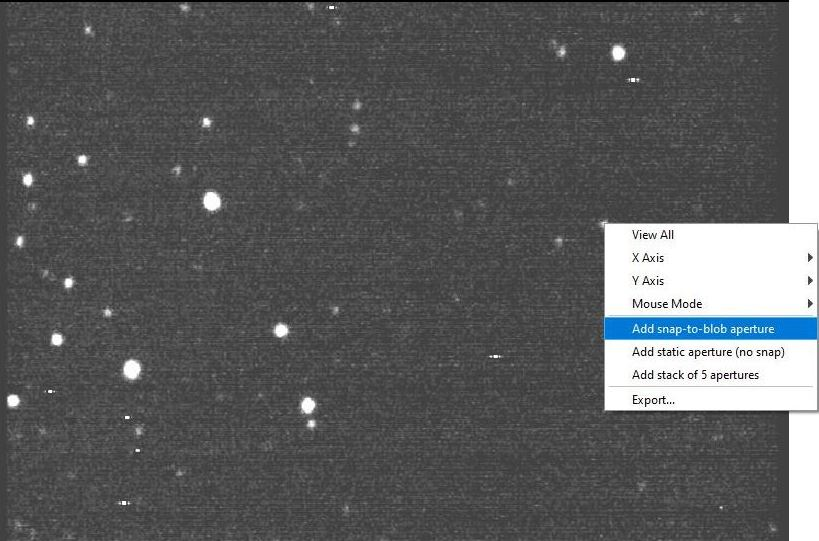 View All
X Axis
Y Axis
Mouse Mode
Add snap-to-blob aperture
Add static aperture (no snap)
Add stack of 5 apertures
Export...